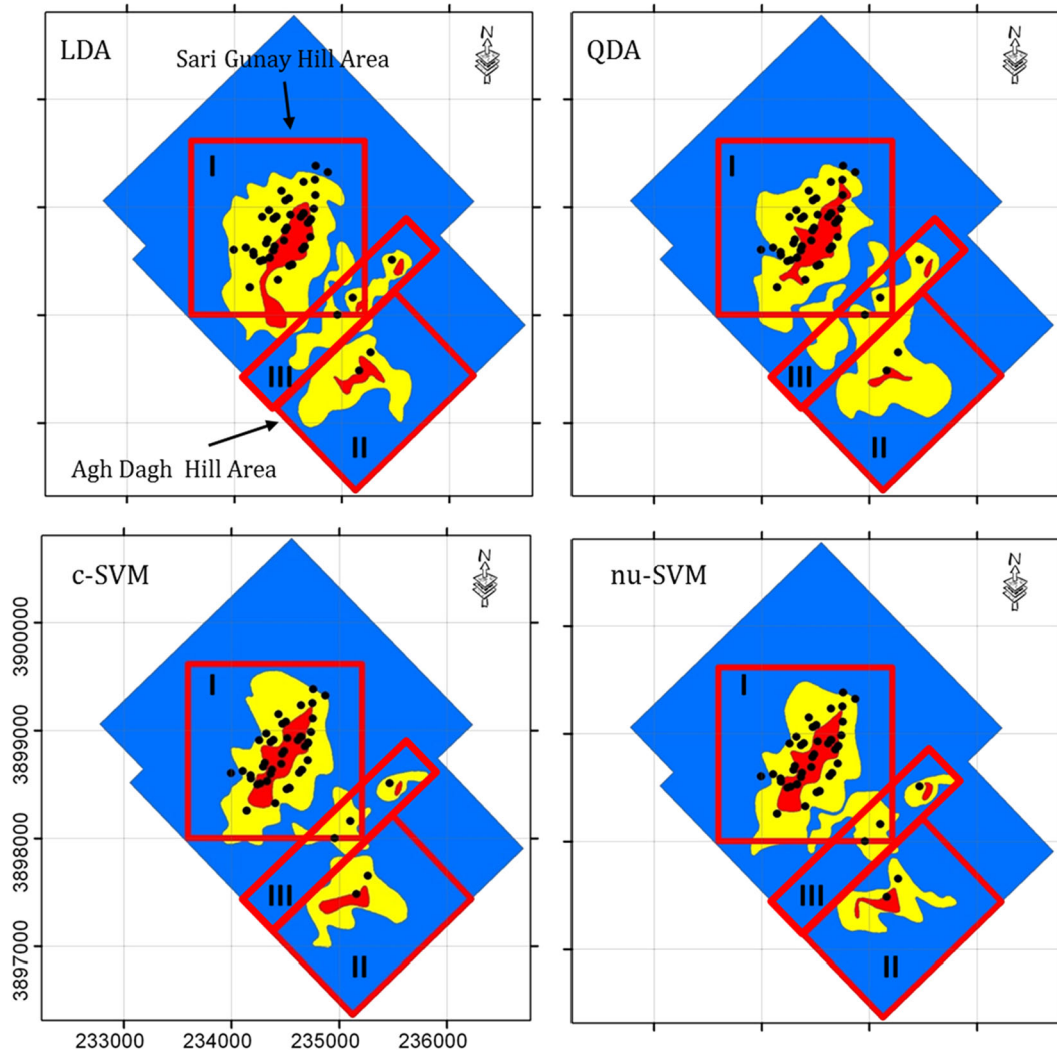 LDA
Sari Gunay Hill Area
N
I
III
II
Agh Dagh Hill Area
QDA
N
I
III
II
c-SVM
N
I
III
II
3900000
3899000
3898000
3897000
233000 234000 235000 236000
nu-SVM
N
I
III
II